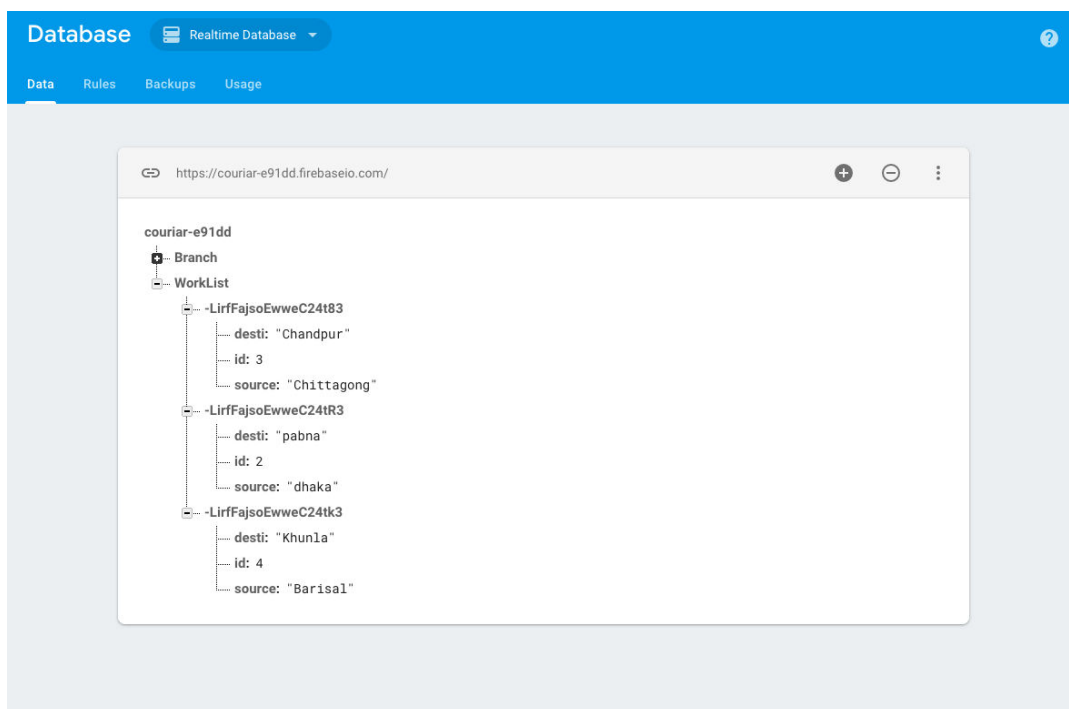 Database Realtime Database
Data Rules Backups Usage
https://couriar-e91dd.firebaseio.com/
couriar-e91dd
Branch
WorkList
-LirfFajsoEwweC24t83
desti: "Chandpur"
id: 3
source: "Chittagong"
-LirfFajsoEwweC24tR3
desti: "pabna"
id: 2
source: "dhaka"
-LirfFajsoEwweC24tk3
desti: "Khunla"
id: 4
source: "Barisal"